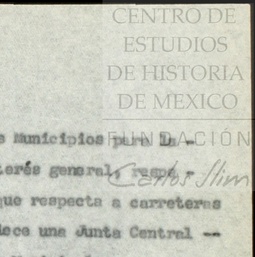 CENTRO DE
ESTUDIOS
DE HISTORIA
DE MEXICO
FUNDACIÓN
Carlos Slim
s Municipios para la -
terés general, respe -
que respecta a carreteras
lece una Junta Central --